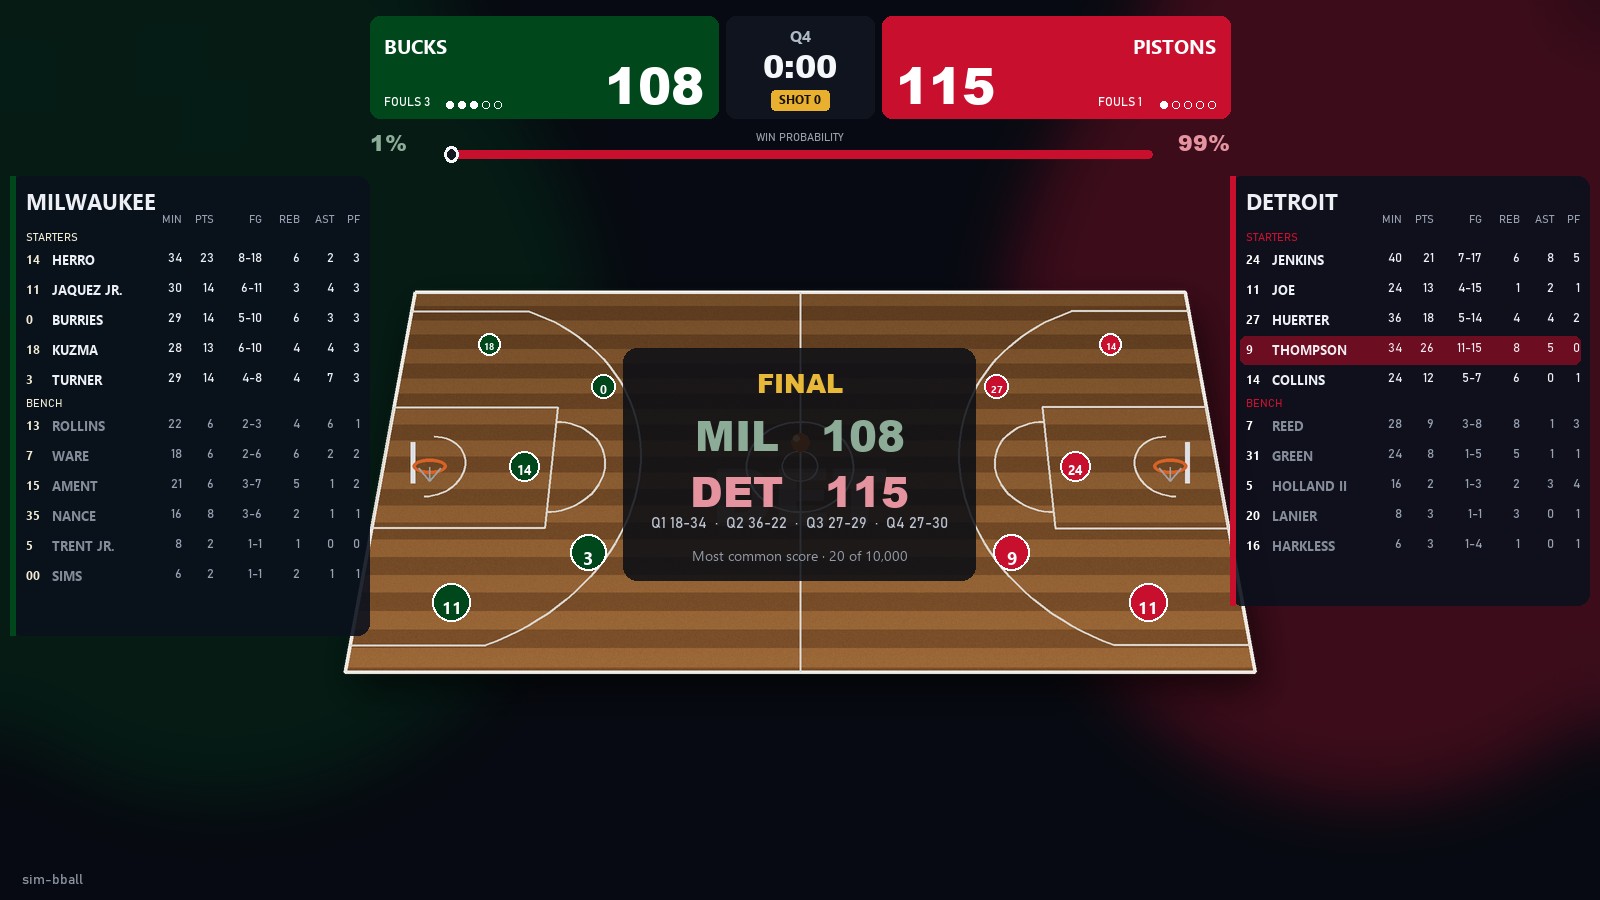 BUCKS
108
FOULS 3
Q4
0:00
SHOT 0
PISTONS
115
FOULS 1
1%
WIN PROBABILITY
99%
MILWAUKEE
MIN PTS FG REB AST PF
STARTERS
14 HERRO 34 23 8-18 6 2 3
11 JAQUEZ JR. 30 14 6-11 3 4 3
0 BURRIES 29 14 5-10 6 3 3
18 KUZMA 28 13 6-10 4 4 3
3 TURNER 29 14 4-8 4 7 3
BENCH
13 ROLLINS 22 6 2-3 4 6 1
7 WARE 18 6 2-6 6 2 2
15 AMENT 21 6 3-7 5 1 2
35 NANCE 16 8 3-6 2 1 1
5 TRENT JR. 8 2 1-1 1 0 0
00 SIMS 6 2 1-1 2 1 1
DETROIT
MIN PTS FG REB AST PF
STARTERS
24 JENKINS 40 21 7-17 6 8 5
11 JOE 24 13 4-15 1 2 1
27 HUERTER 36 18 5-14 4 4 2
9 THOMPSON 34 26 11-15 8 5 0
14 COLLINS 24 12 5-7 6 0 1
BENCH
7 REED 28 9 3-8 8 1 3
31 GREEN 24 8 1-5 5 1 1
5 HOLLAND II 16 2 1-3 2 3 4
20 LANIER 8 3 1-1 3 0 1
16 HARKLESS 6 3 1-4 1 0 1
18
0
14
3
11
14
27
24
9
11
FINAL
MIL 108
DET 115
Q1 18-34 · Q2 36-22 · Q3 27-29 · Q4 27-30
Most common score · 20 of 10,000
sim-bball